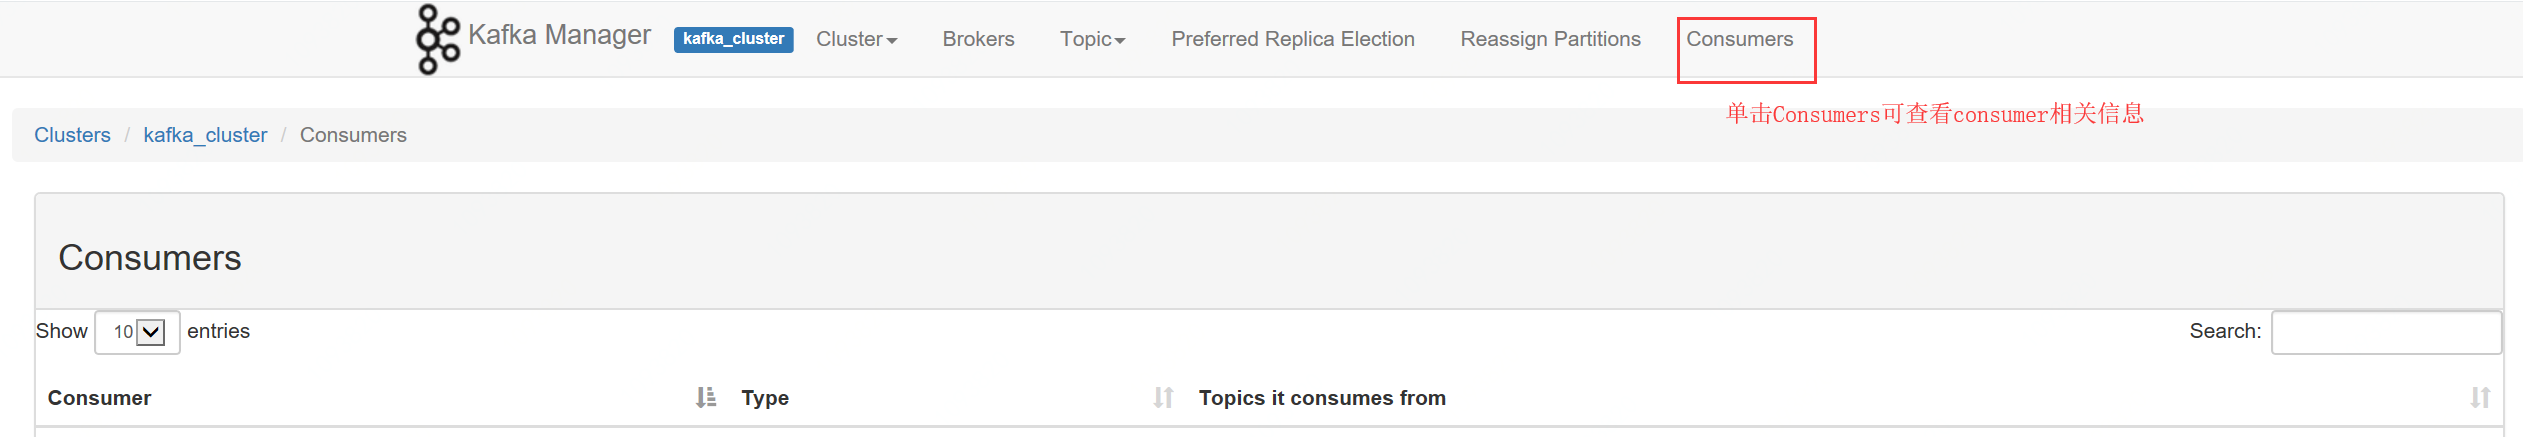 Kafka Manager kafka_cluster Cluster Brokers Topic Preferred Replica Election Reassign Partitions Consumers
单击Consumers可查看consumer相关信息
Clusters / kafka_cluster / Consumers
Consumers
Show 10 entries Search:
Consumer Type Topics it consumes from